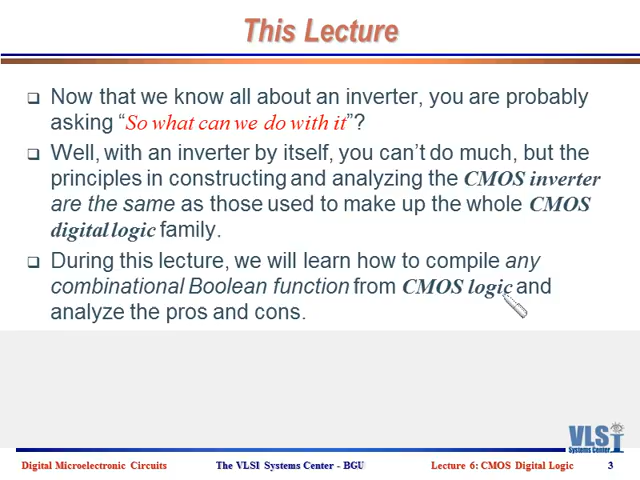 This Lecture
Now that we know all about an inverter, you are probably
asking “So what can we do with it”?
Well, with an inverter by itself, you can’t do much, but the
principles in constructing and analyzing the CMOS inverter
are the same as those used to make up the whole CMOS
digital logic family.
During this lecture, we will learn how to compile any
combinational Boolean function from CMOS logic and
analyze the pros and cons.
VLSI
Systems Center
Digital Microelectronic Circuits
The VLSI Systems Center - BGU
Lecture 6: CMOS Digital Logic
3